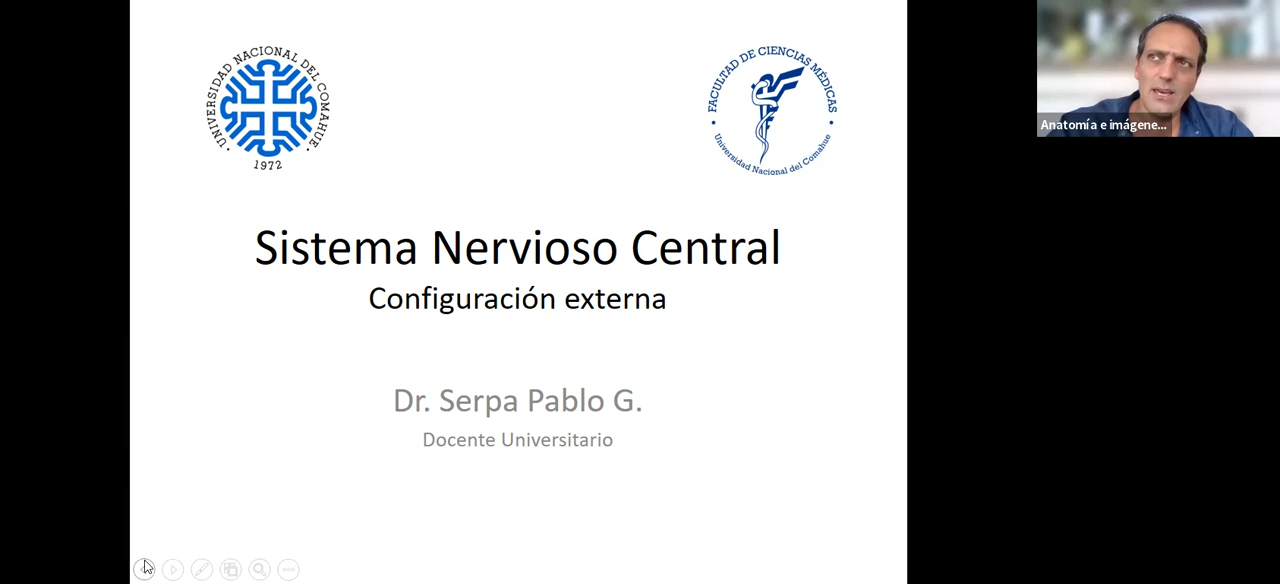 UNIVERSIDAD NACIONAL DEL COMAHUE
1972
FACULTAD DE CIENCIAS MÉDICAS
Universidad Nacional del Comahue
Anatomía e imágene...
Sistema Nervioso Central
Configuración externa
Dr. Serpa Pablo G.
Docente Universitario